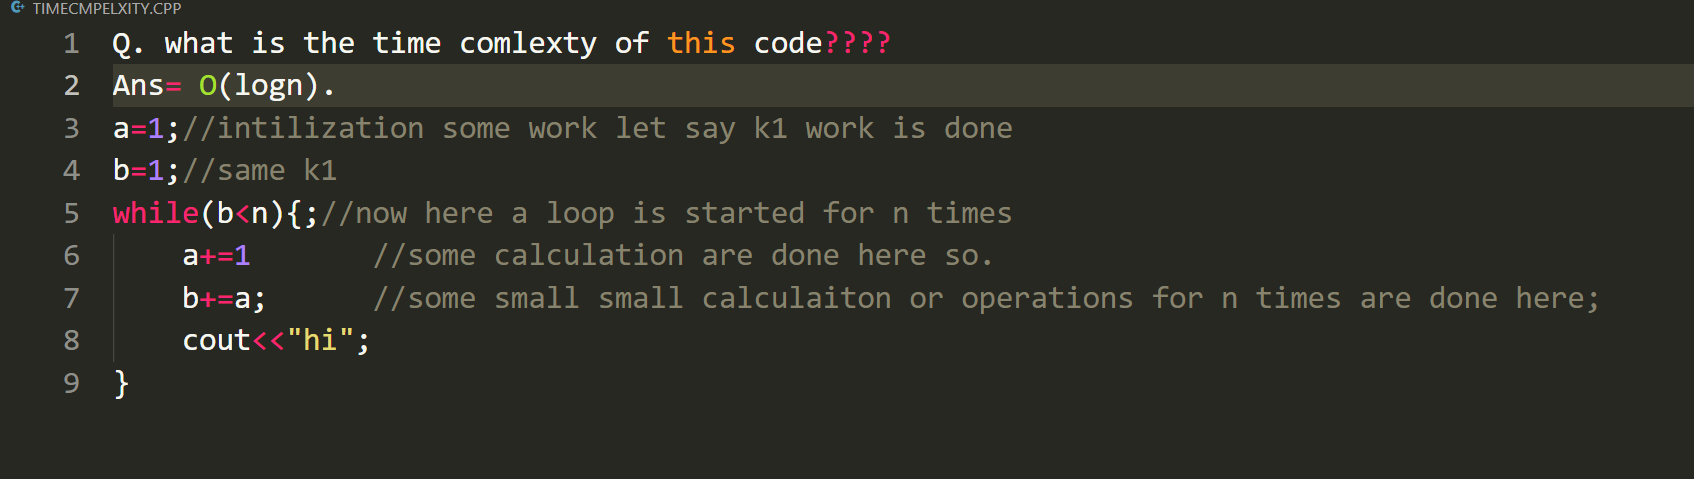 TIMECMPELXITY.CPP
1 Q. what is the time comlexty of this code????
2 Ans= O(logn).
3 a=1;//intilization some work let say k1 work is done
4 b=1;//same k1
5 while(b<n){;//now here a loop is started for n times
6 a+=1 //some calculation are done here so.
7 b+=a; //some small small calculaiton or operations for n times are done here;
8 cout<<"hi";
9 }